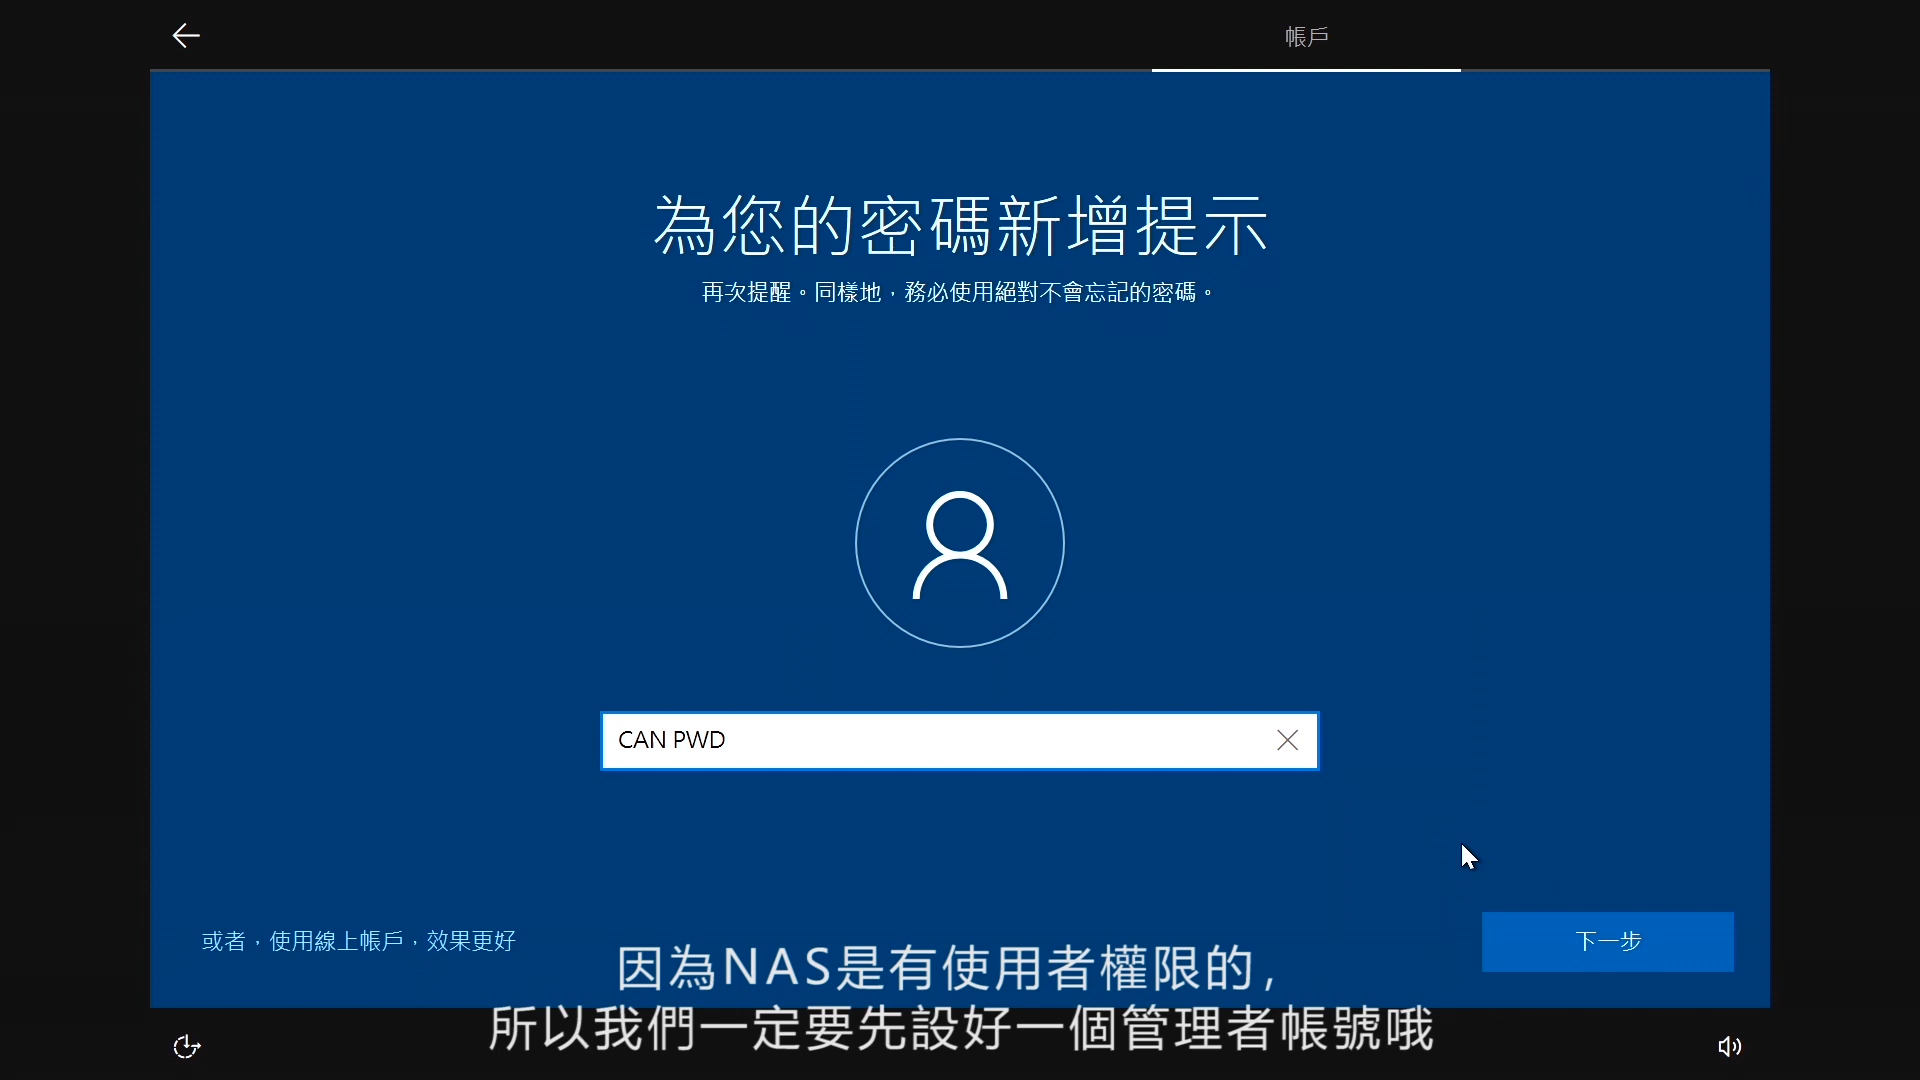 帳戶
為您的密碼新增提示
再次提醒。同樣地，務必使用絕對不會忘記的密碼。
CAN PWD
或者，使用線上帳戶，效果更好
下一步
因為NAS是有使用者權限的，
所以我們一定要先設好一個管理者帳號哦